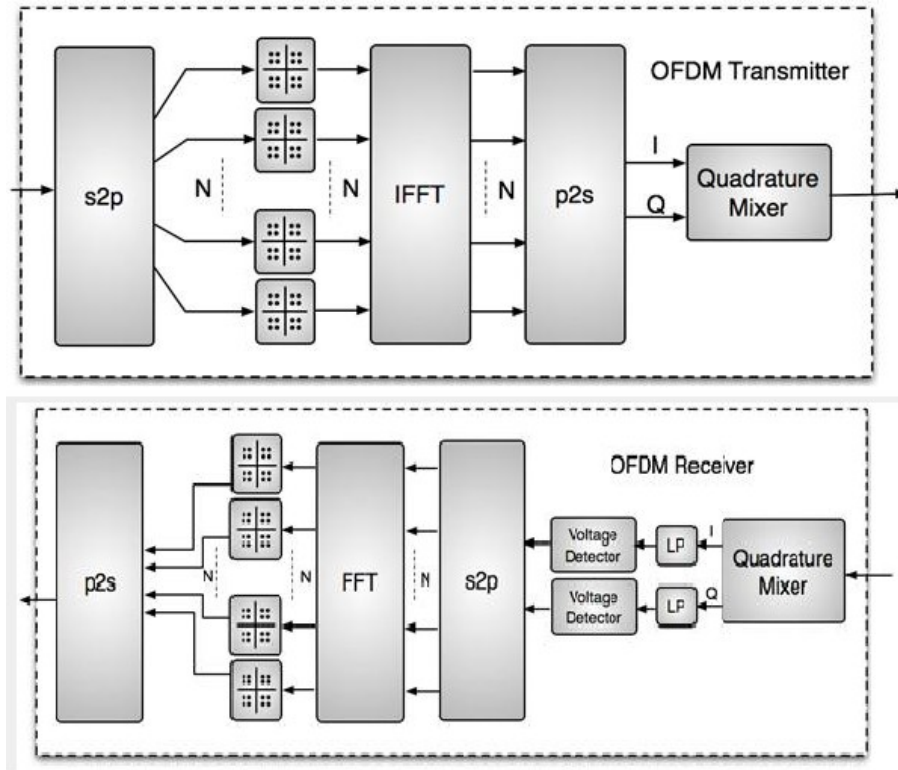 OFDM Transmitter
s2p
N
N
IFFT
N
p2s
I
Q
Quadrature
Mixer
OFDM Receiver
p2s
N
N
FFT
N
s2p
Voltage
Detector
LP
I
Voltage
Detector
LP
Q
Quadrature
Mixer